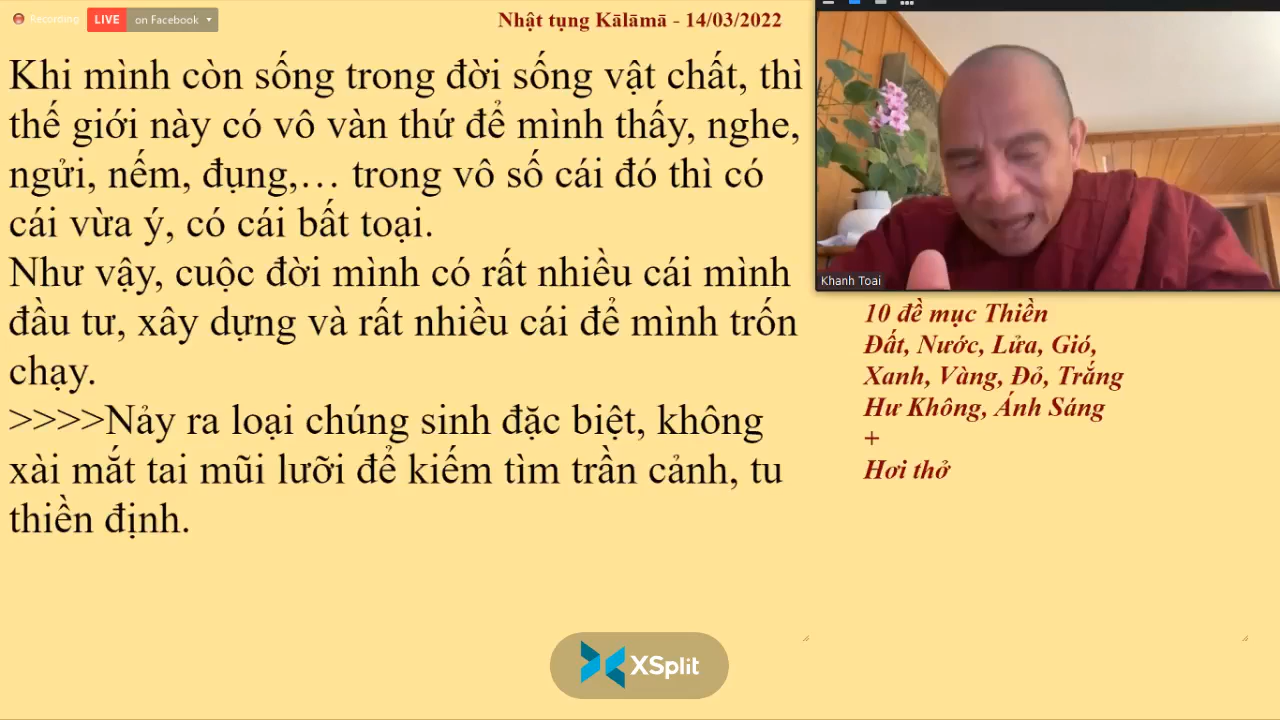 Recording
LIVE on Facebook
Nhật tụng Kālāmā - 14/03/2022
Khi mình còn sống trong đời sống vật chất, thì
thế giới này có vô vàn thứ để mình thấy, nghe,
ngửi, nếm, đụng,... trong vô số cái đó thì có
cái vừa ý, có cái bất toại.
Như vậy, cuộc đời mình có rất nhiều cái mình
đầu tư, xây dựng và rất nhiều cái để mình trốn
chạy.
>>>>Nảy ra loại chúng sinh đặc biệt, không
xài mắt tai mũi lưỡi để kiếm tìm trần cảnh, tu
thiền định.
Khanh Toai
10 đề mục Thiền
Đất, Nước, Lửa, Gió,
Xanh, Vàng, Đỏ, Trắng
Hư Không, Ánh Sáng
+
Hơi thở
XSplit